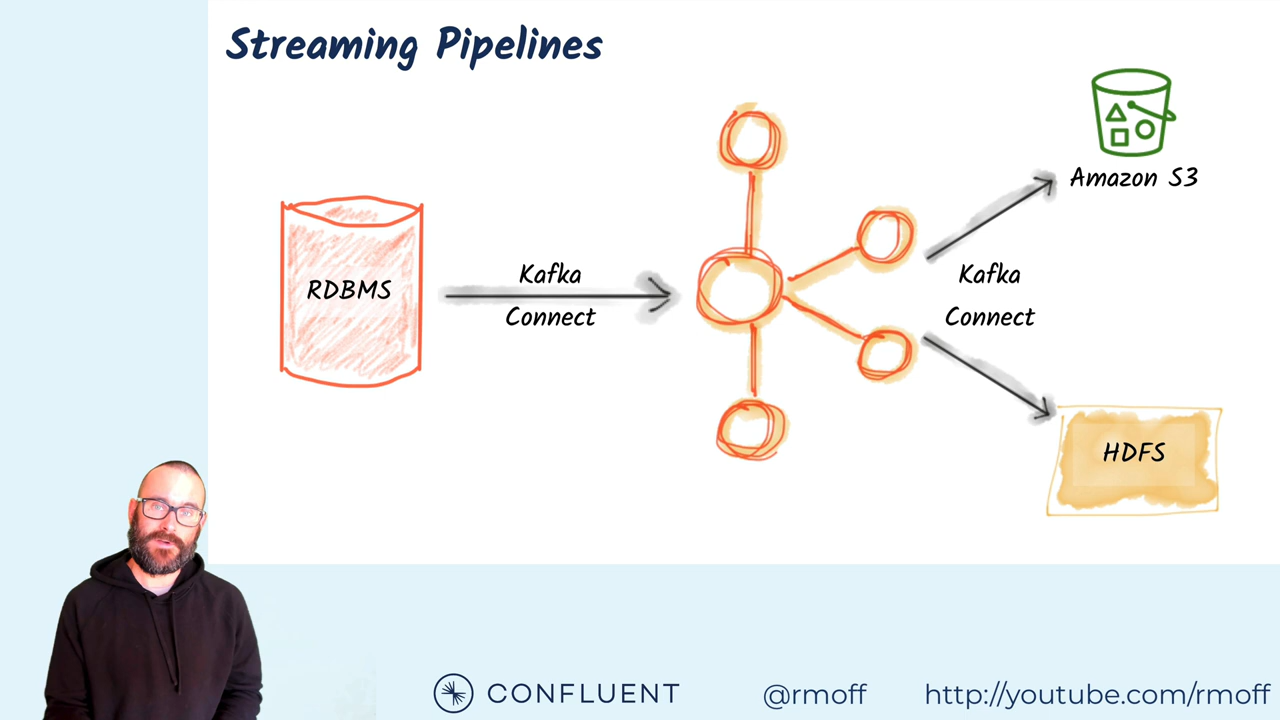 Streaming Pipelines
Amazon S3
RDBMS
Kafka
Connect
Kafka
Connect
HDFS
CONFLUENT
@rmoff
http://youtube.com/rmoff